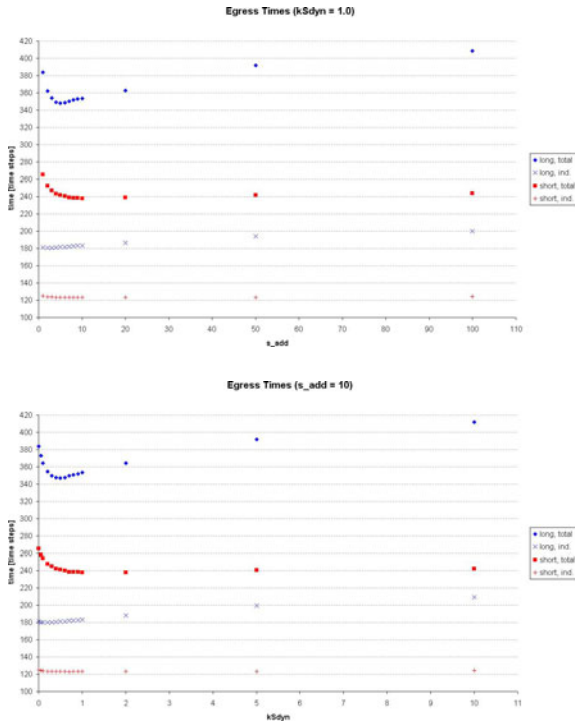 Egress Times (kSdyn = 1.0)
420
400
380
360
340
320
300
280
260
240
220
200
180
160
140
120
100
time [time steps]
0 10 20 30 40 50 60 70 80 90 100 110
s_add
long, total
long, ind.
short, total
short, ind.
Egress Times (s_add = 10)
420
400
380
360
340
320
300
280
260
240
220
200
180
160
140
120
100
time [time steps]
0 1 2 3 4 5 6 7 8 9 10 11
kSdyn
long, total
long, ind.
short, total
short, ind.